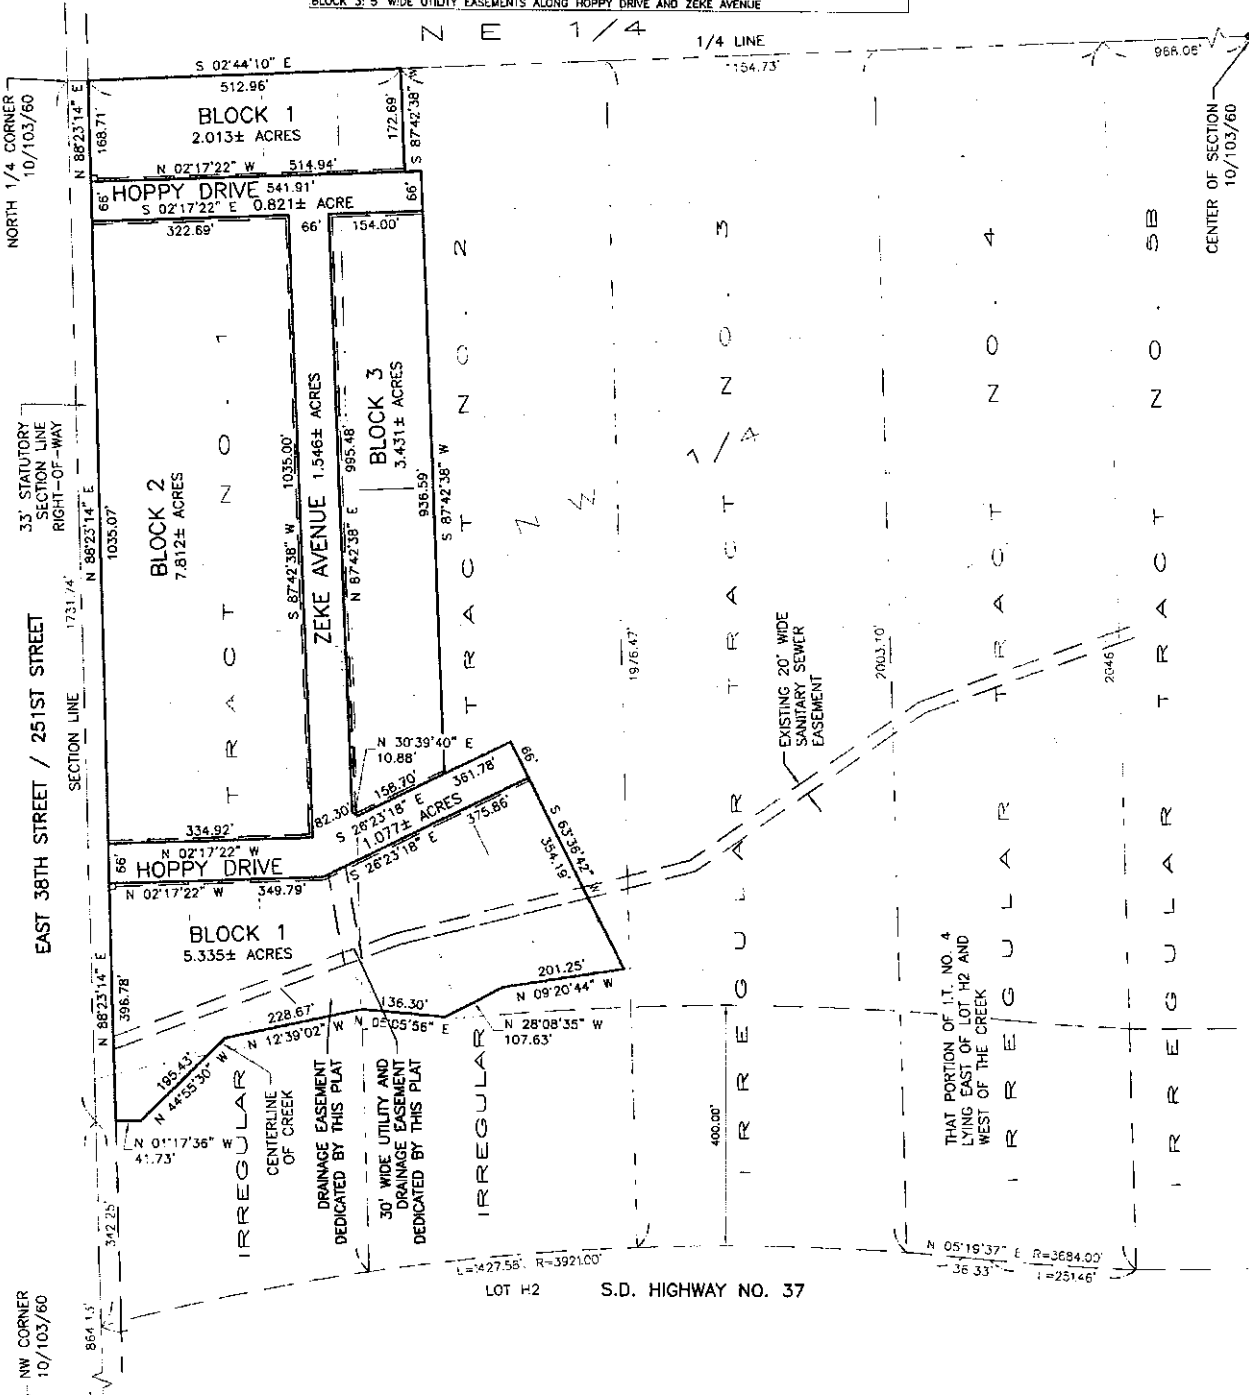 BLOCK 3: 5' WIDE UTILITY EASEMENTS ALONG HOPPY DRIVE AND ZEKE AVENUE
N E 1/4
1/4 LINE
S 02°44'10" E
512.96'
154.73'
968.06'
NORTH 1/4 CORNER
10/103/60
CENTER OF SECTION
10/103/60
N 88°23'14" E
168.71'
BLOCK 1
2.013± ACRES
172.69'
S 87°42'38" W
N 02°17'22" W 514.94'
HOPPY DRIVE 541.91'
S 02°17'22" E 0.821± ACRE
66'
66'
322.69'
66'
154.00'
33' STATUTORY
SECTION LINE
RIGHT-OF-WAY
EAST 38TH STREET / 251ST STREET
SECTION LINE
1731.74'
N 88°23'14" E
1035.07'
BLOCK 2
7.812± ACRES
TRACT NO. 1
S 87°42'38" W
1035.00'
ZEKE AVENUE 1.546± ACRES
N 87°42'38" E
995.48'
BLOCK 3
3.431± ACRES
936.59'
S 87°42'38" W
TRACT NO. 2
N E 1/4
1976.47'
IRREGULAR TRACT NO. 3
2003.10'
IRREGULAR TRACT NO. 4
2046
IRREGULAR TRACT NO. 5B
EXISTING 20' WIDE
SANITARY SEWER
EASEMENT
N 30°39'40" E
10.88'
82.30'
158.70'
361.78'
66'
S 26°23'18" E
1.077± ACRES
S 26°23'18" E
375.86'
S 63°36'42" W
354.19'
334.92'
N 02°17'22" W
66'
HOPPY DRIVE
N 02°17'22" W 349.79'
BLOCK 1
5.335± ACRES
N 88°23'14" E
396.78'
201.25'
N 09°20'44" W
N 28°08'35" W
107.63'
136.30'
N 05°05'56" E
228.67'
N 12°39'02" W
195.43'
N 44°55'30" W
N 01°17'36" W
41.73'
CENTERLINE
OF CREEK
IRREGULAR
DRAINAGE EASEMENT
DEDICATED BY THIS PLAT
30' WIDE UTILITY AND
DRAINAGE EASEMENT
DEDICATED BY THIS PLAT
IRREGULAR
400.00'
THAT PORTION OF I.T. NO. 4
LYING EAST OF LOT H2 AND
WEST OF THE CREEK
342.25'
864.13'
NW CORNER
10/103/60
L=1427.58' R=3921.00'
LOT H2
S.D. HIGHWAY NO. 37
N 05°19'37" E R=3684.00'
36.33' L=251.46'